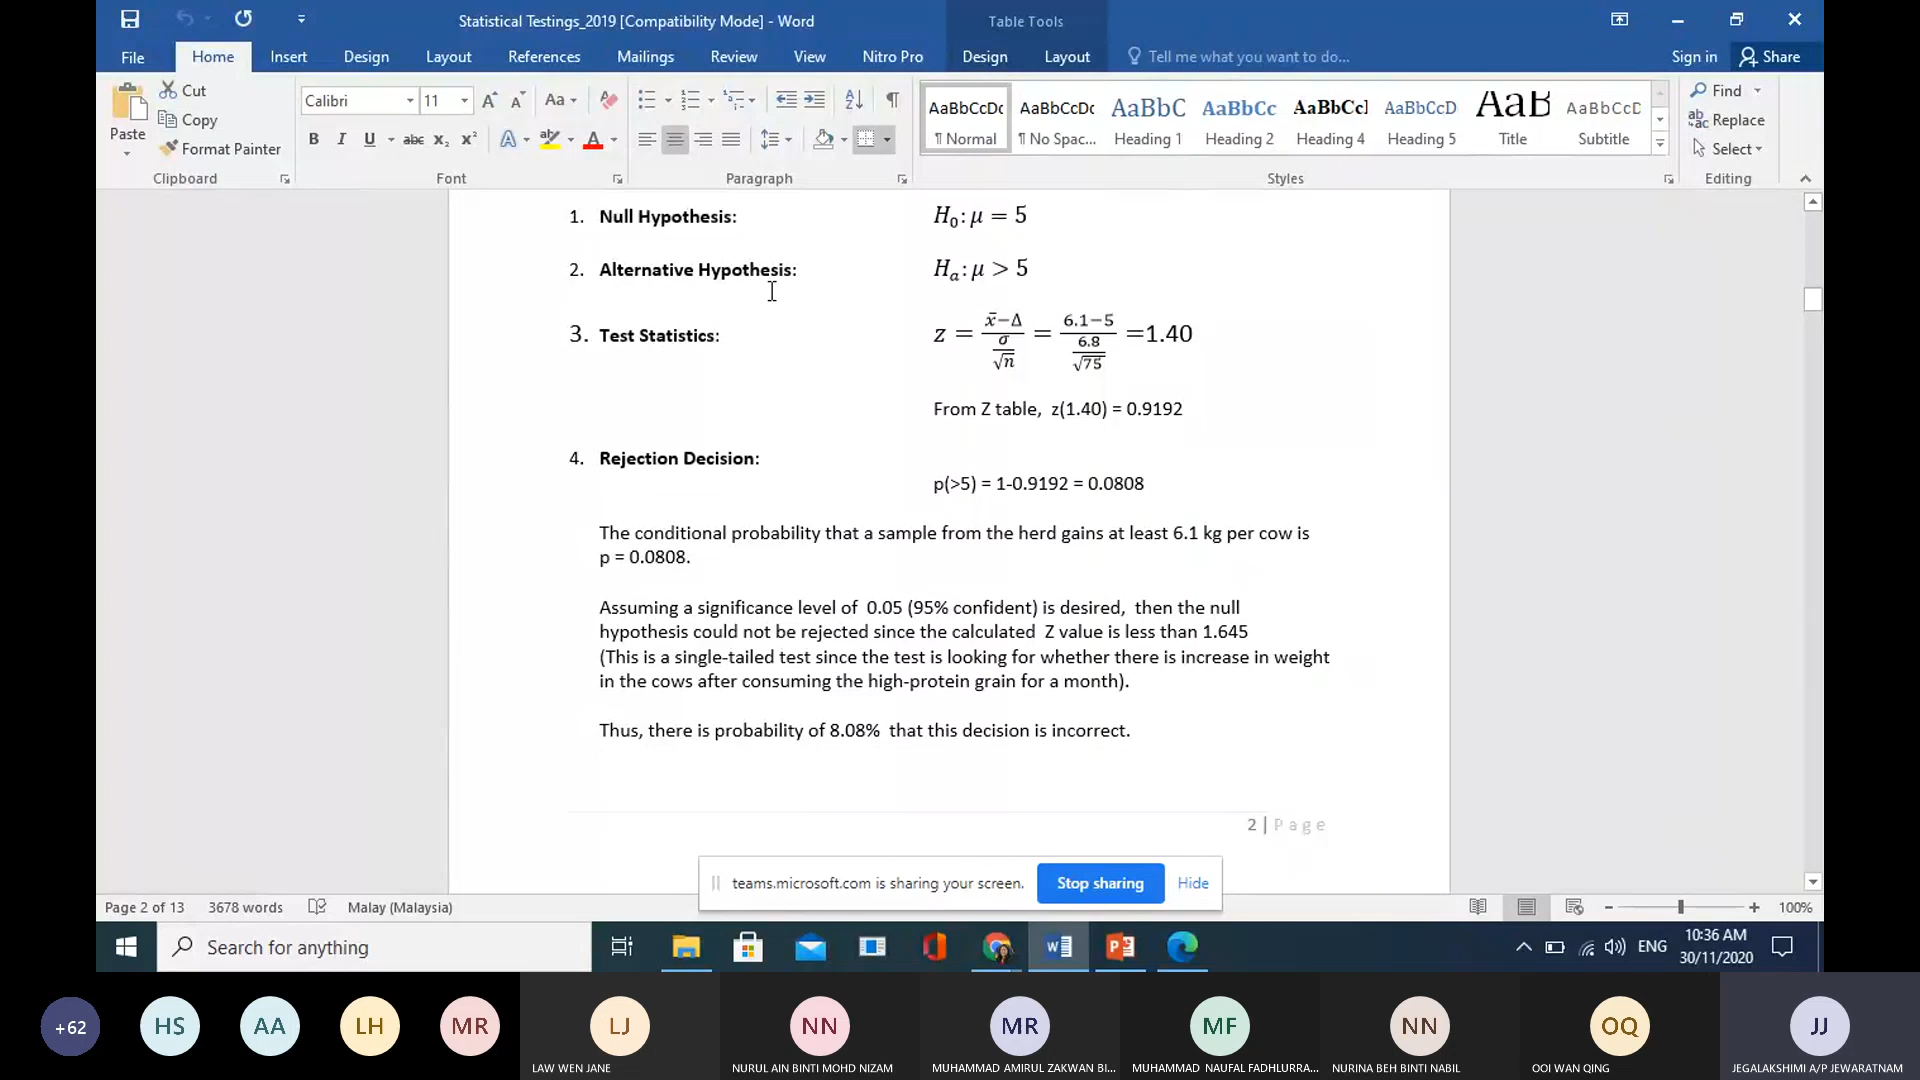 Statistical Testings_2019 [Compatibility Mode] - Word
Table Tools
File Home Insert Design Layout References Mailings Review View Nitro Pro Design Layout Tell me what you want to do... Sign in Share
Paste
Cut
Copy
Format Painter
Calibri 11
B I U abc x₂ x²
AaBbCcDc AaBbCcDc AaBbC AaBbCc AaBbCcI AaBbCcD AaB AaBbCcD
¶ Normal ¶ No Spac... Heading 1 Heading 2 Heading 4 Heading 5 Title Subtitle
Find
Replace
Select
Clipboard Font Paragraph Styles Editing
1. Null Hypothesis: H₀: μ = 5
2. Alternative Hypothesis: Hₐ: μ > 5
3. Test Statistics: z = (x̄−Δ)/(σ/√n) = (6.1−5)/(6.8/√75) =1.40
From Z table, z(1.40) = 0.9192
4. Rejection Decision:
p(>5) = 1-0.9192 = 0.0808
The conditional probability that a sample from the herd gains at least 6.1 kg per cow is
p = 0.0808.
Assuming a significance level of 0.05 (95% confident) is desired, then the null
hypothesis could not be rejected since the calculated Z value is less than 1.645
(This is a single-tailed test since the test is looking for whether there is increase in weight
in the cows after consuming the high-protein grain for a month).
Thus, there is probability of 8.08% that this decision is incorrect.
2 | Page
teams.microsoft.com is sharing your screen. Stop sharing Hide
Page 2 of 13 3678 words Malay (Malaysia) 100%
Search for anything
ENG
10:36 AM
30/11/2020
+62 HS AA LH MR LJ NN MR MF NN OQ JJ
LAW WEN JANE NURUL AIN BINTI MOHD NIZAM MUHAMMAD AMIRUL ZAKWAN BI... MUHAMMAD NAUFAL FADHLURRA... NURINA BEH BINTI NABIL OOI WAN QING JEGALAKSHIMI A/P JEWARATNAM